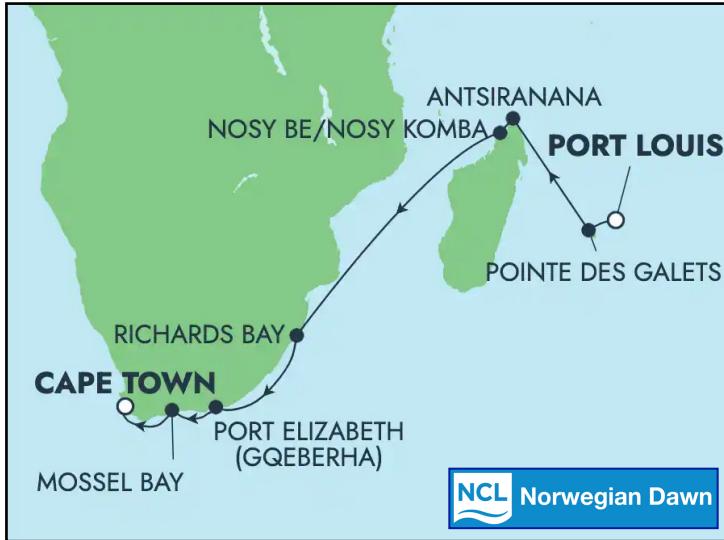 ANTSIRANANA
NOSY BE/NOSY KOMBA
PORT LOUIS
POINTE DES GALETS
RICHARDS BAY
CAPE TOWN
PORT ELIZABETH
(GQEBERHA)
MOSSEL BAY
NCL Norwegian Dawn